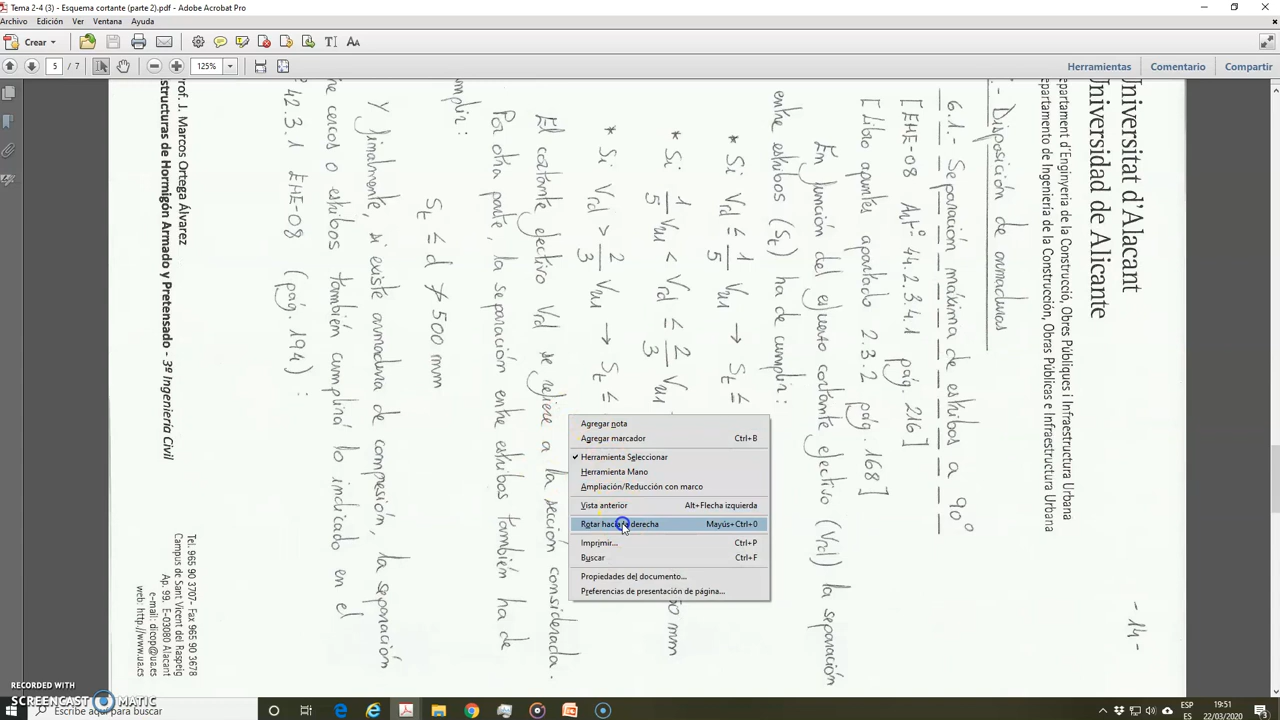 Tema 2-4 (3) - Esquema cortante (parte 2).pdf - Adobe Acrobat Pro
Archivo Edición Ver Ventana Ayuda
Crear
5 / 7 125% Herramientas Comentario Compartir
Universitat d'Alacant
Universidad de Alicante
Departament d'Enginyeria de la Construcció, Obres Públiques i Infraestructura Urbana
Departamento de Ingeniería de la Construcción, Obras Públicas e Infraestructura Urbana
- 14 -
.- Disposición de armaduras
6.1.- Separación máxima de estribos a 90°
[EHE-08 Artº 44.2.3.4.1 pág. 216]
[Libro apuntes apartado 2.3.2 pág. 168]
En función del esfuerzo cortante efectivo (Vrd) la separación
entre estribos (St) ha de cumplir:
* Si Vrd ≤ 1/5 Vu1 → St ≤
* Si 1/5 Vu1 < Vrd ≤ 2/3 Vu1
* Si Vrd > 2/3 Vu1 → St ≤
mm
El cortante efectivo Vrd se refiere a la sección considerada.
Por otra parte, la separación entre estribos también ha de
cumplir:
St ≤ d ≯ 500 mm
Y finalmente, si existe armadura de compresión, la separación
cercos o estribos también cumplirá lo indicado en el
42.3.1 EHE-08 (pág. 194):
Prof. J. Marcos Ortega Álvarez
Estructuras de Hormigón Armado y Pretensado - 3º Ingeniería Civil
Tel. 965 90 3707- Fax 965 90 3678
Campus de Sant Vicent del Raspeig
Ap. 99. E-03080 Alacant
e-mail: dicop@ua.es
web: http://www.ua.es
Agregar nota
Agregar marcador Ctrl+B
Herramienta Seleccionar
Herramienta Mano
Ampliación/Reducción con marco
Vista anterior Alt+Flecha izquierda
Rotar hacia la derecha Mayús+Ctrl+0
Imprimir... Ctrl+P
Buscar Ctrl+F
Propiedades del documento...
Preferencias de presentación de página...
RECORDED WITH
SCREENCAST MATIC
Escribe aquí para buscar
ESP
ES
19:51
22/03/2020